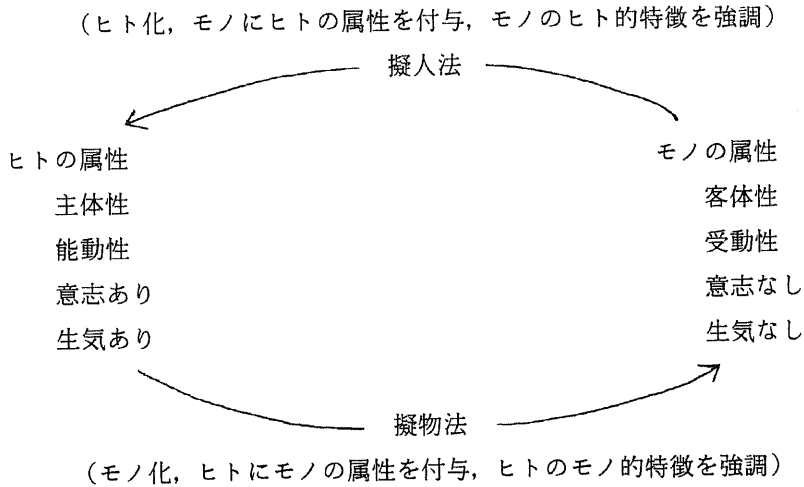 （ヒト化，モノにヒトの属性を付与，モノのヒト的特徴を強調）
擬人法
ヒトの属性
主体性
能動性
意志あり
生気あり
モノの属性
客体性
受動性
意志なし
生気なし
擬物法
（モノ化，ヒトにモノの属性を付与，ヒトのモノ的特徴を強調）